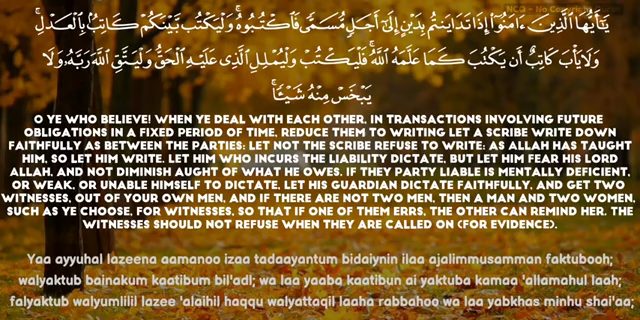 NCQ - No Copyright Quran
يَـٰٓأَيُّهَا ٱلَّذِينَ ءَامَنُوٓا۟ إِذَا تَدَايَنتُم بِدَيْنٍ إِلَىٰٓ أَجَلٍ مُّسَمًّى فَٱكْتُبُوهُ ۚ وَلْيَكْتُب بَّيْنَكُمْ كَاتِبٌۢ بِٱلْعَدْلِ ۚ
وَلَا يَأْبَ كَاتِبٌ أَن يَكْتُبَ كَمَا عَلَّمَهُ ٱللَّهُ ۚ فَلْيَكْتُبْ وَلْيُمْلِلِ ٱلَّذِى عَلَيْهِ ٱلْحَقُّ وَلْيَتَّقِ ٱللَّهَ رَبَّهُۥ وَلَا
يَبْخَسْ مِنْهُ شَيْـًٔا ۚ
O YE WHO BELIEVE! WHEN YE DEAL WITH EACH OTHER, IN TRANSACTIONS INVOLVING FUTURE
OBLIGATIONS IN A FIXED PERIOD OF TIME, REDUCE THEM TO WRITING LET A SCRIBE WRITE DOWN
FAITHFULLY AS BETWEEN THE PARTIES: LET NOT THE SCRIBE REFUSE TO WRITE: AS ALLAH HAS TAUGHT
HIM, SO LET HIM WRITE. LET HIM WHO INCURS THE LIABILITY DICTATE, BUT LET HIM FEAR HIS LORD
ALLAH, AND NOT DIMINISH AUGHT OF WHAT HE OWES. IF THEY PARTY LIABLE IS MENTALLY DEFICIENT,
OR WEAK, OR UNABLE HIMSELF TO DICTATE, LET HIS GUARDIAN DICTATE FAITHFULLY, AND GET TWO
WITNESSES, OUT OF YOUR OWN MEN, AND IF THERE ARE NOT TWO MEN, THEN A MAN AND TWO WOMEN,
SUCH AS YE CHOOSE, FOR WITNESSES, SO THAT IF ONE OF THEM ERRS, THE OTHER CAN REMIND HER. THE
WITNESSES SHOULD NOT REFUSE WHEN THEY ARE CALLED ON (FOR EVIDENCE).
Yaa ayyuhal lazeena aamanoo izaa tadaayantum bidaiynin ilaa ajalimmusamman faktubooh;
walyaktub bainakum kaatibum bil'adl; wa laa yaaba kaatibun ai yaktuba kamaa 'allamahul laah;
falyaktub walyumlilil lazee 'alaihil haqqu walyattaqil laaha rabbahoo wa laa yabkhas minhu shai'aa;